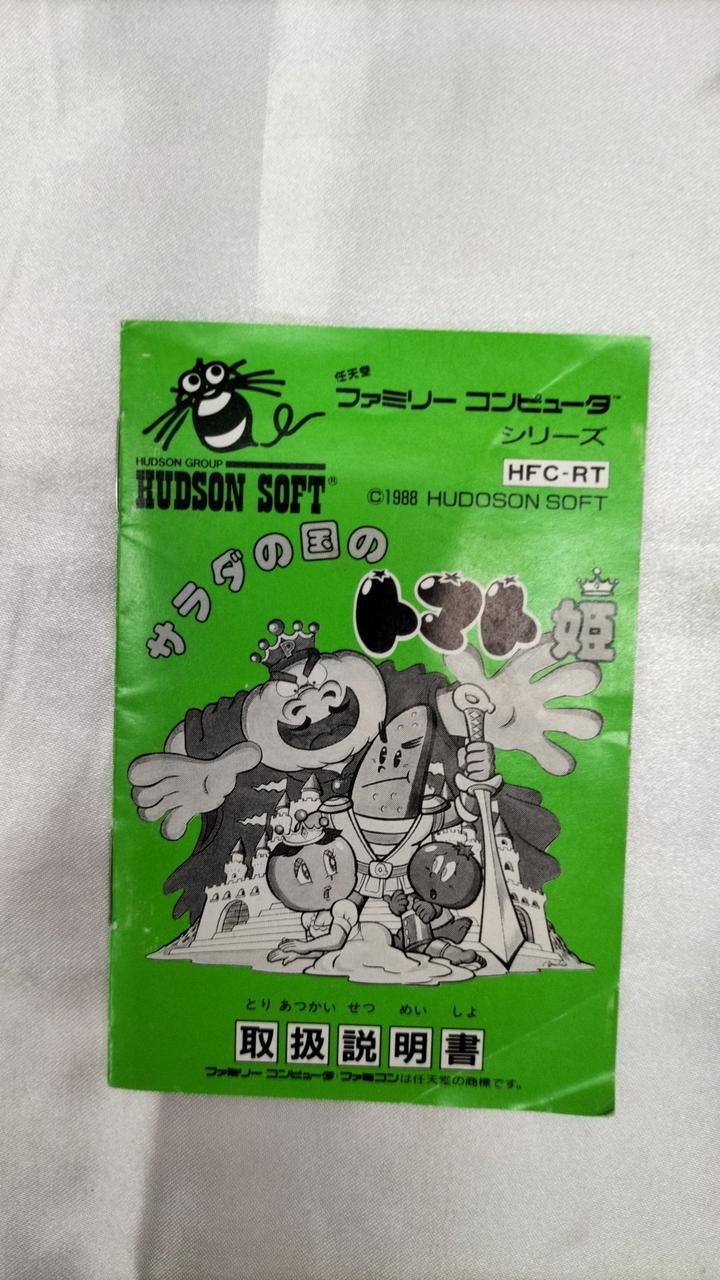 任天堂
ファミリー コンピュータ™
シリーズ
HFC-RT
HUDSON GROUP
HUDSON SOFT®
©1988 HUDOSON SOFT
サラダの国の
トマト姫
P
とり あつかい せつ めい しょ
取扱説明書
ファミリー コンピュータ・ファミコンは任天堂の商標です。